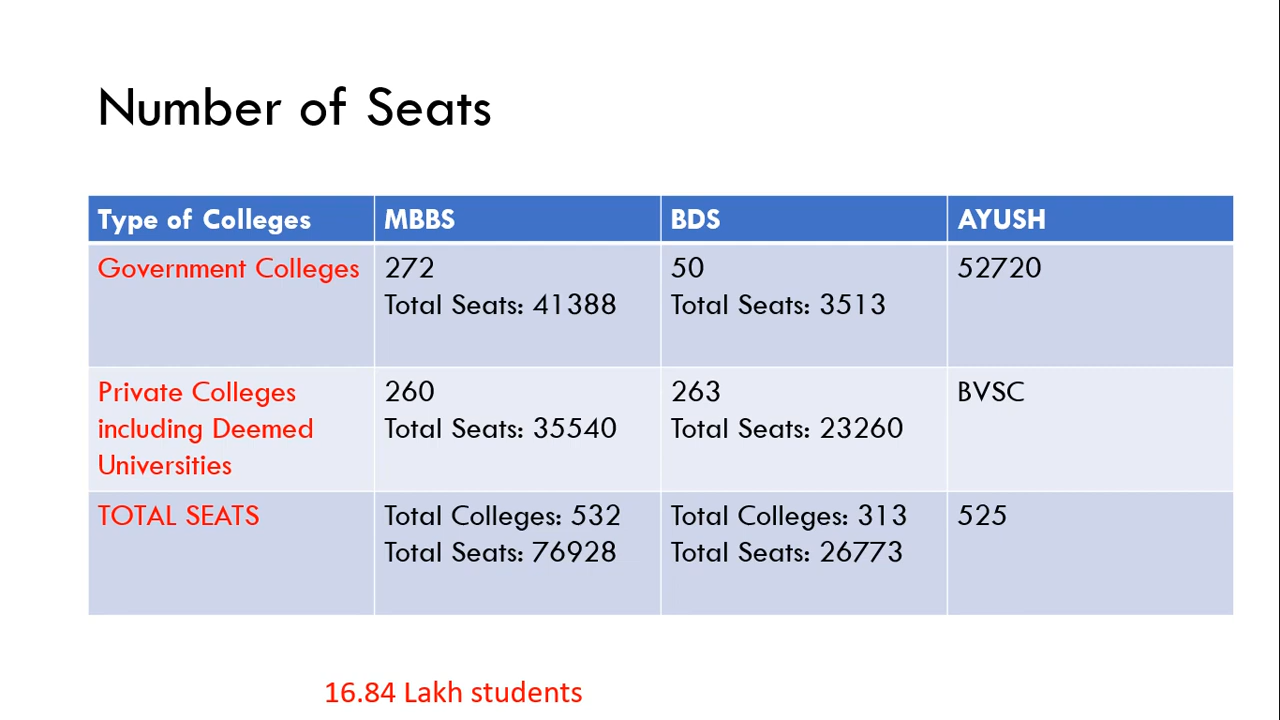 Number of Seats
Type of Colleges
MBBS
BDS
AYUSH
Government Colleges
272
Total Seats: 41388
50
Total Seats: 3513
52720
Private Colleges
including Deemed
Universities
260
Total Seats: 35540
263
Total Seats: 23260
BVSC
TOTAL SEATS
Total Colleges: 532
Total Seats: 76928
Total Colleges: 313
Total Seats: 26773
525
16.84 Lakh students